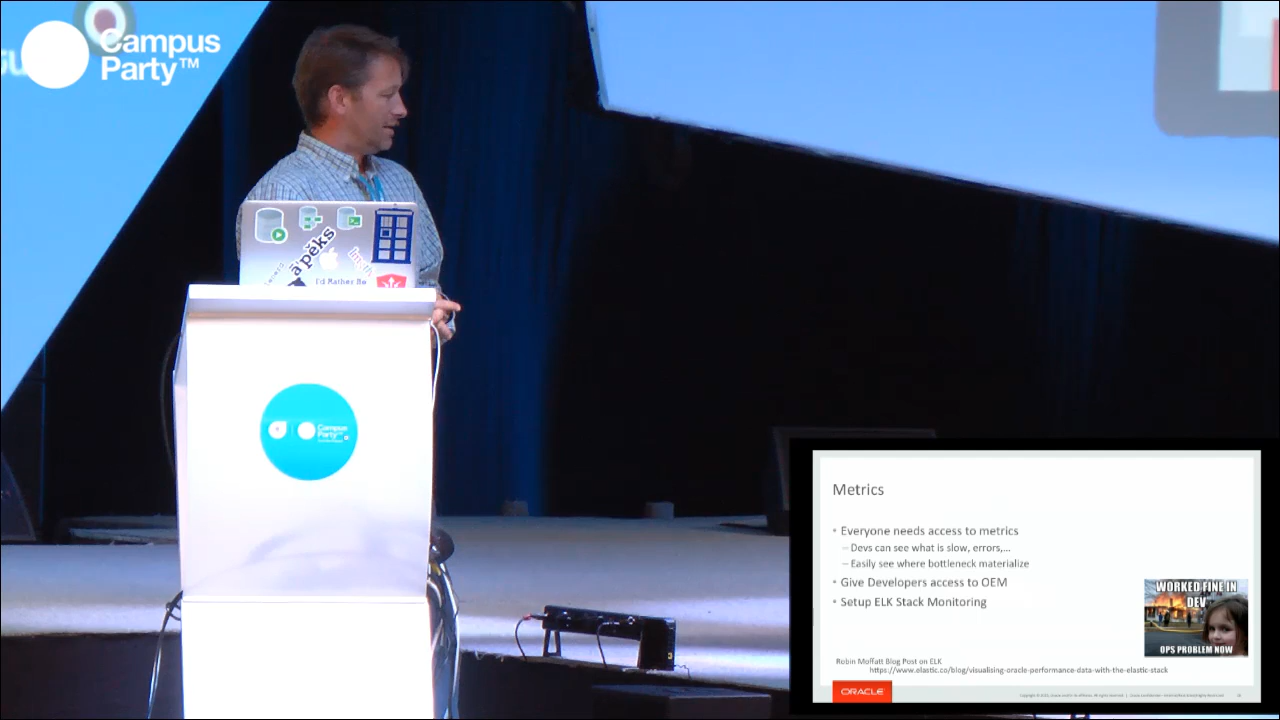 Campus
Party™
āpěks
I'd Rather Be
Campus
Party™
Metrics
• Everyone needs access to metrics
– Devs can see what is slow, errors,...
– Easily see where bottleneck materialize
• Give Developers access to OEM
• Setup ELK Stack Monitoring
WORKED FINE IN
DEV
OPS PROBLEM NOW
Robin Moffatt Blog Post on ELK
https://www.elastic.co/blog/visualising-oracle-performance-data-with-the-elastic-stack
ORACLE